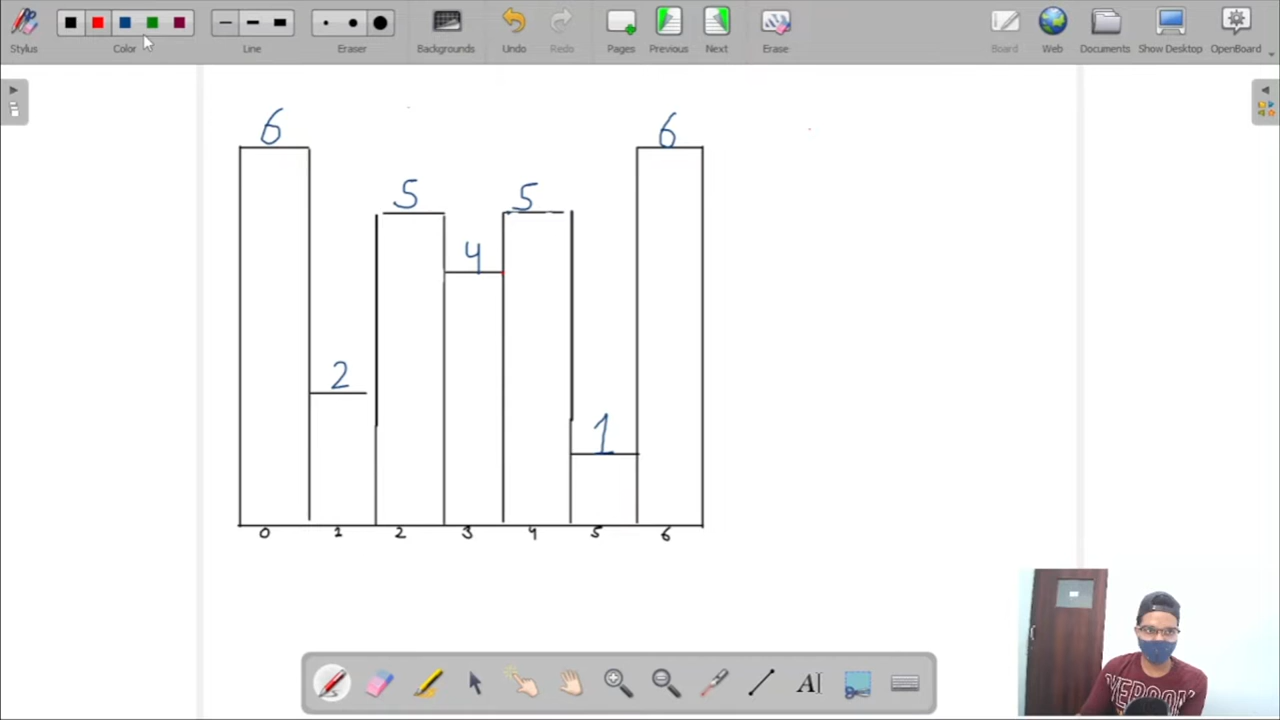 Stylus Color Line Eraser Backgrounds Undo Redo Pages Previous Next Erase Board Web Documents Show Desktop OpenBoard
6 6
5 5
4
2
1
0 1 2 3 4 5 6
A